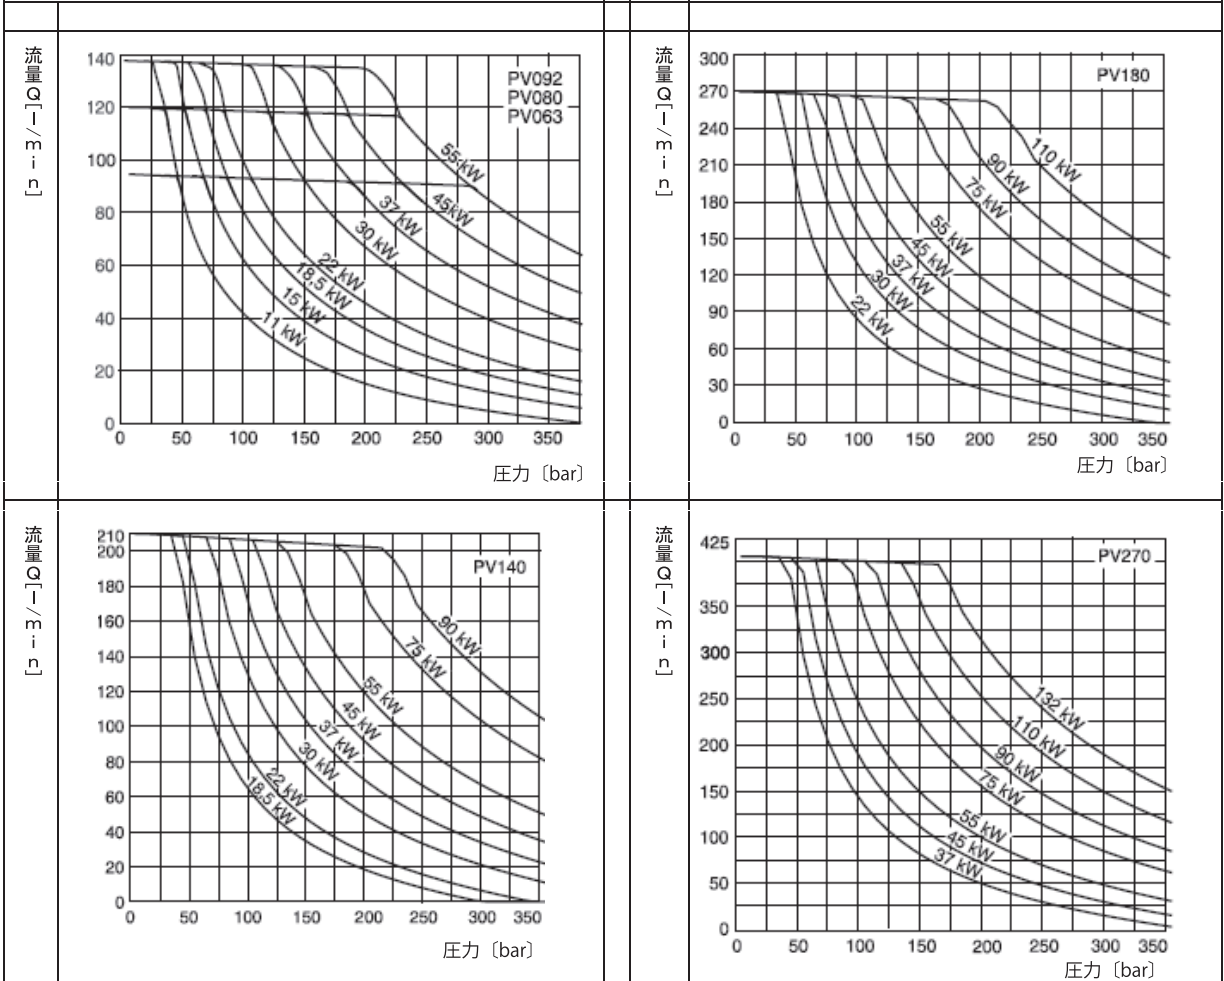 流量Q[l/min]
140
120
100
80
60
40
20
0
0 50 100 150 200 250 300 350
PV092
PV080
PV063
55 kW
45kW
37 kW
30 kW
22 kW
18,5 kW
15 kW
11 kW
圧力〔bar〕
流量Q[l/min]
300
270
240
210
180
150
120
90
60
30
0
0 50 100 150 200 250 300 350
PV180
110 kW
90 kW
75 kW
55 kW
45 kW
37 kW
30 kW
22 kW
圧力〔bar〕
流量Q[l/min]
210
200
180
160
140
120
100
80
60
40
20
0
0 50 100 150 200 250 300 350
PV140
90 kW
75 kW
55 kW
45 kW
37 kW
30 kW
22 kW
18,5 kW
圧力〔bar〕
流量Q[l/min]
425
350
300
250
200
150
100
50
0
0 50 100 150 200 250 300 350
PV270
132 kW
110 kW
90 kW
75 kW
55 kW
45 kW
37 kW
圧力〔bar〕